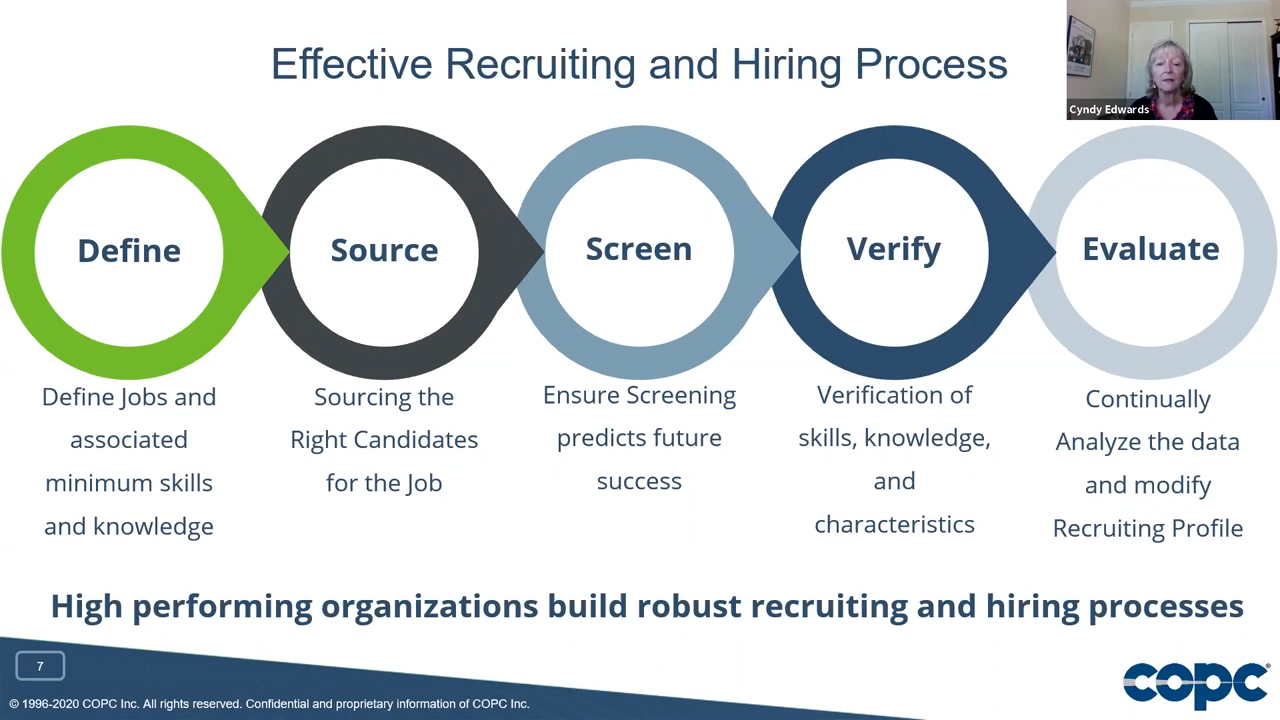 Effective Recruiting and Hiring Process
Cyndy Edwards
Define
Define Jobs and
associated
minimum skills
and knowledge
Source
Sourcing the
Right Candidates
for the Job
Screen
Ensure Screening
predicts future
success
Verify
Verification of
skills, knowledge,
and
characteristics
Evaluate
Continually
Analyze the data
and modify
Recruiting Profile
High performing organizations build robust recruiting and hiring processes
7
© 1996-2020 COPC Inc. All rights reserved. Confidential and proprietary information of COPC Inc.
copc®